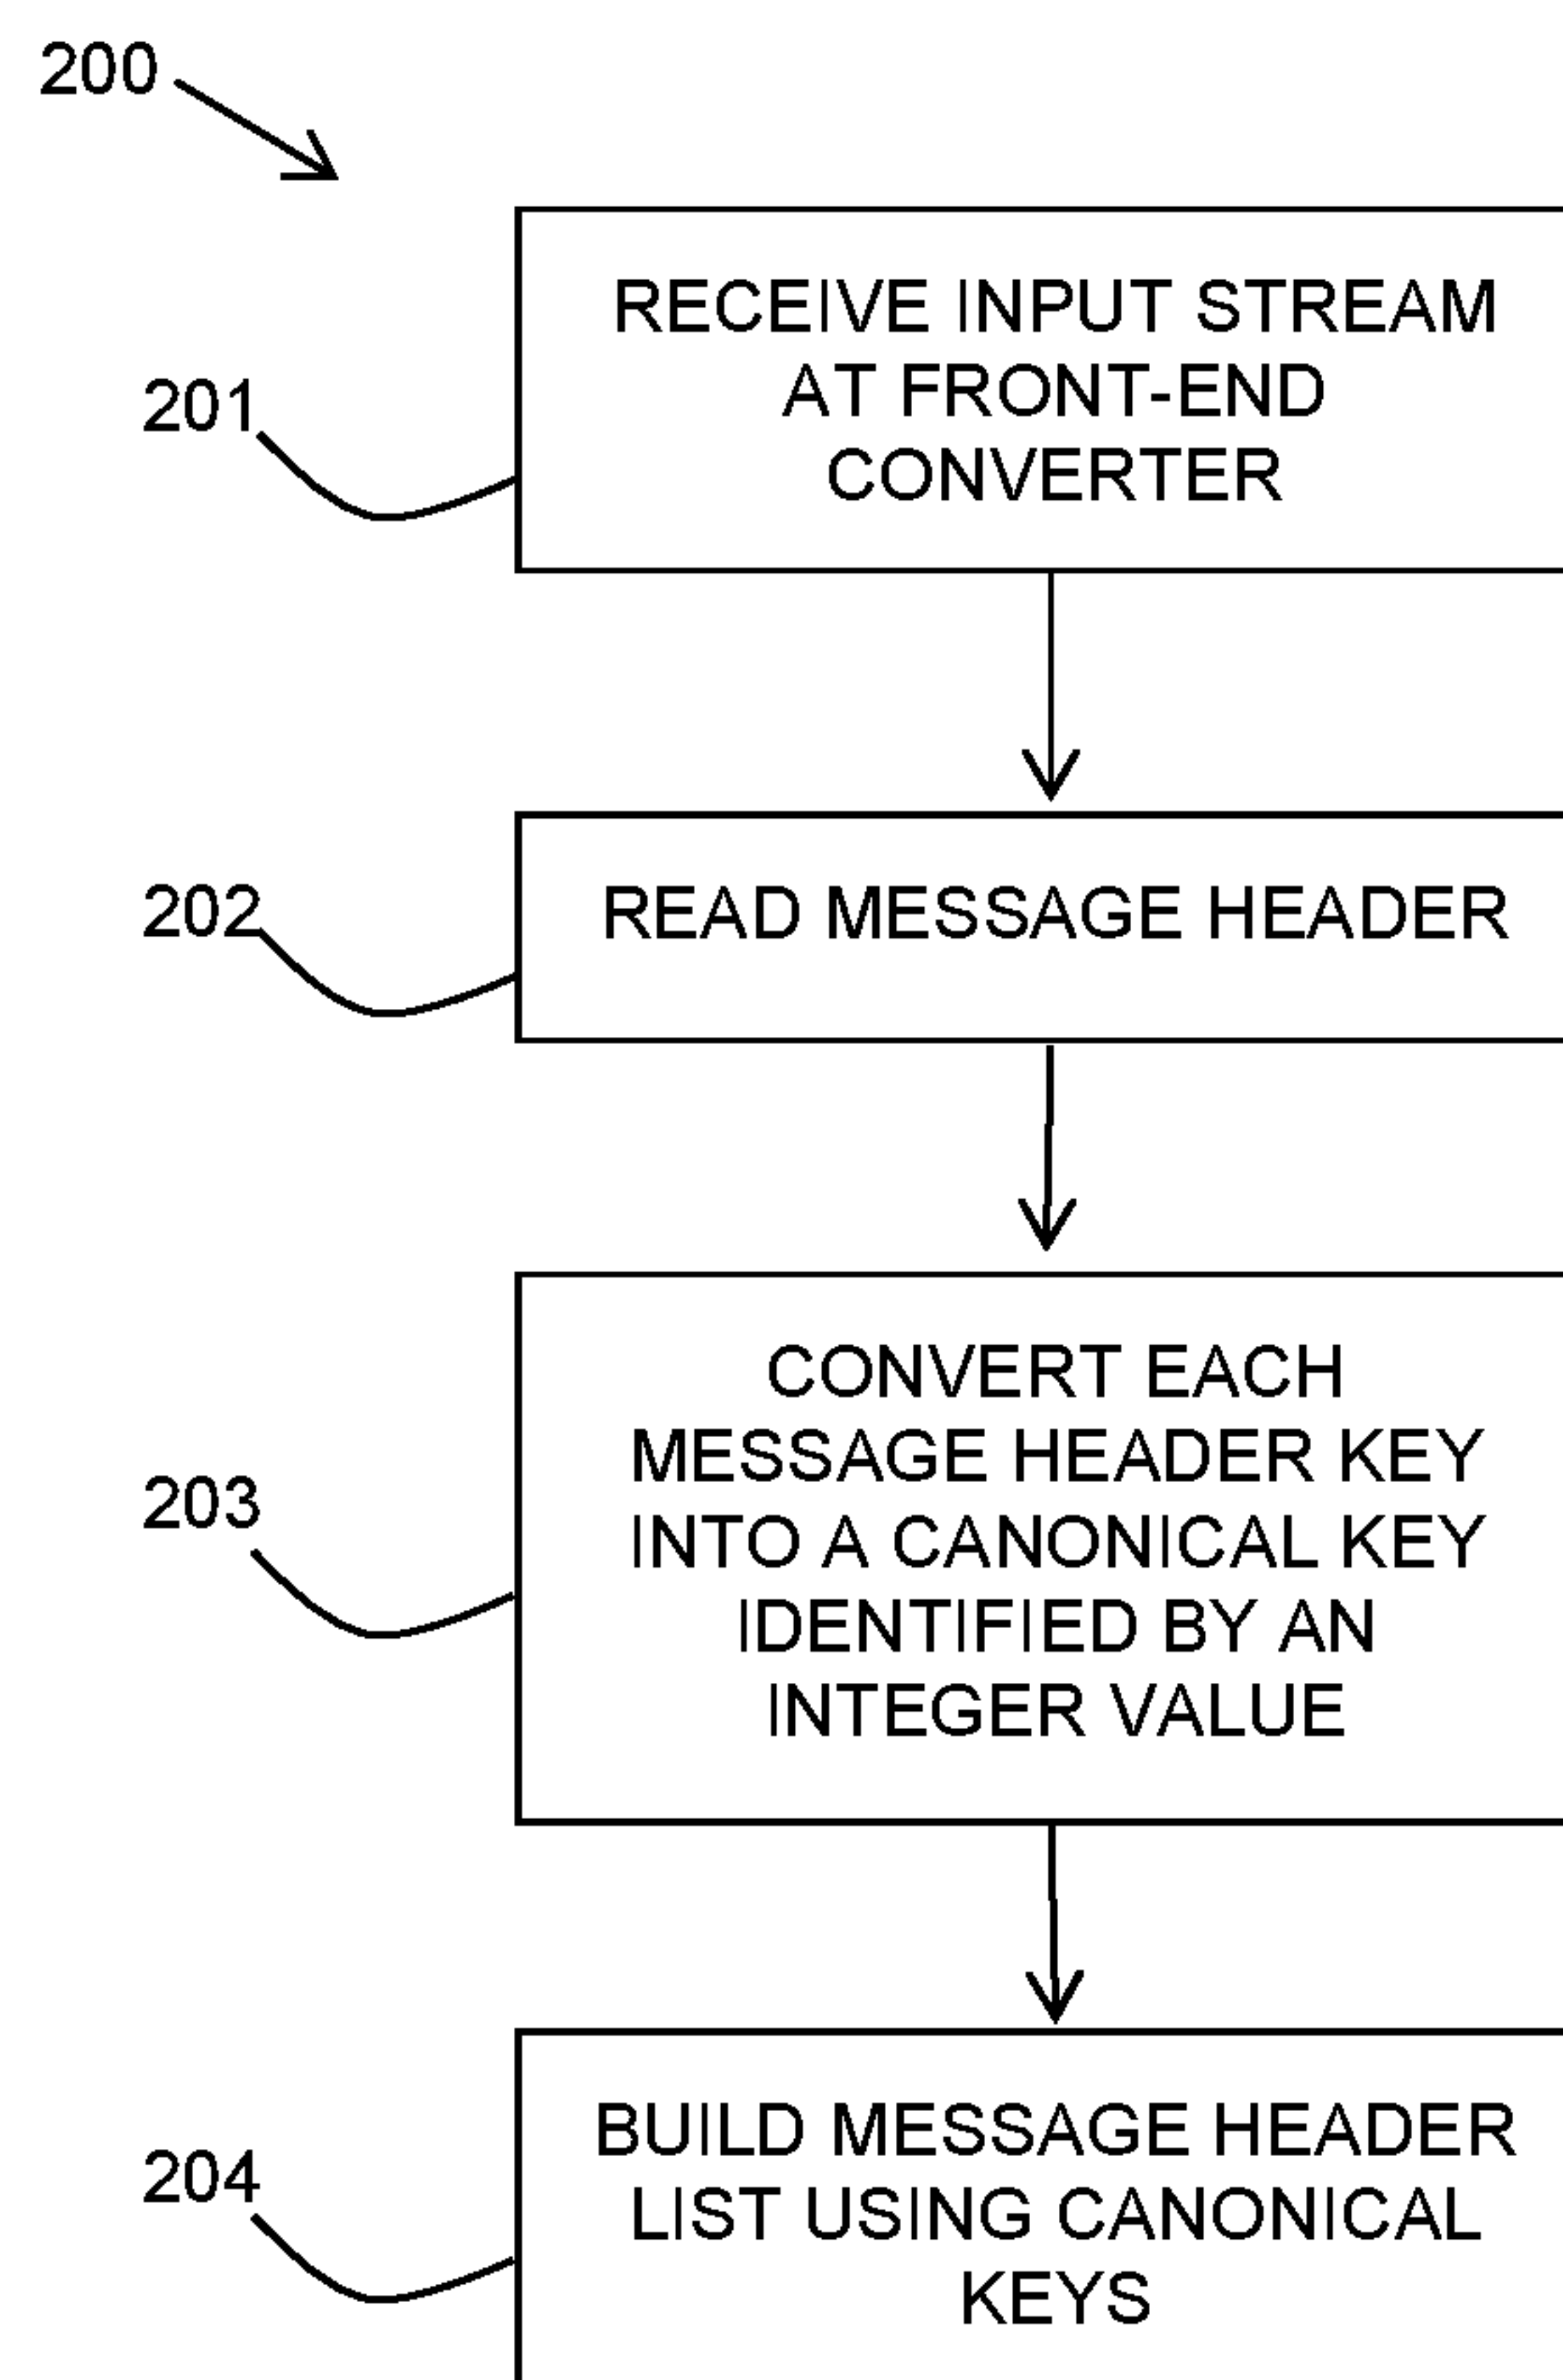 200
RECEIVE INPUT STREAM
AT FRONT-END
CONVERTER
201
READ MESSAGE HEADER
202
CONVERT EACH
MESSAGE HEADER KEY
INTO A CANONICAL KEY
IDENTIFIED BY AN
INTEGER VALUE
203
BUILD MESSAGE HEADER
LIST USING CANONICAL
KEYS
204